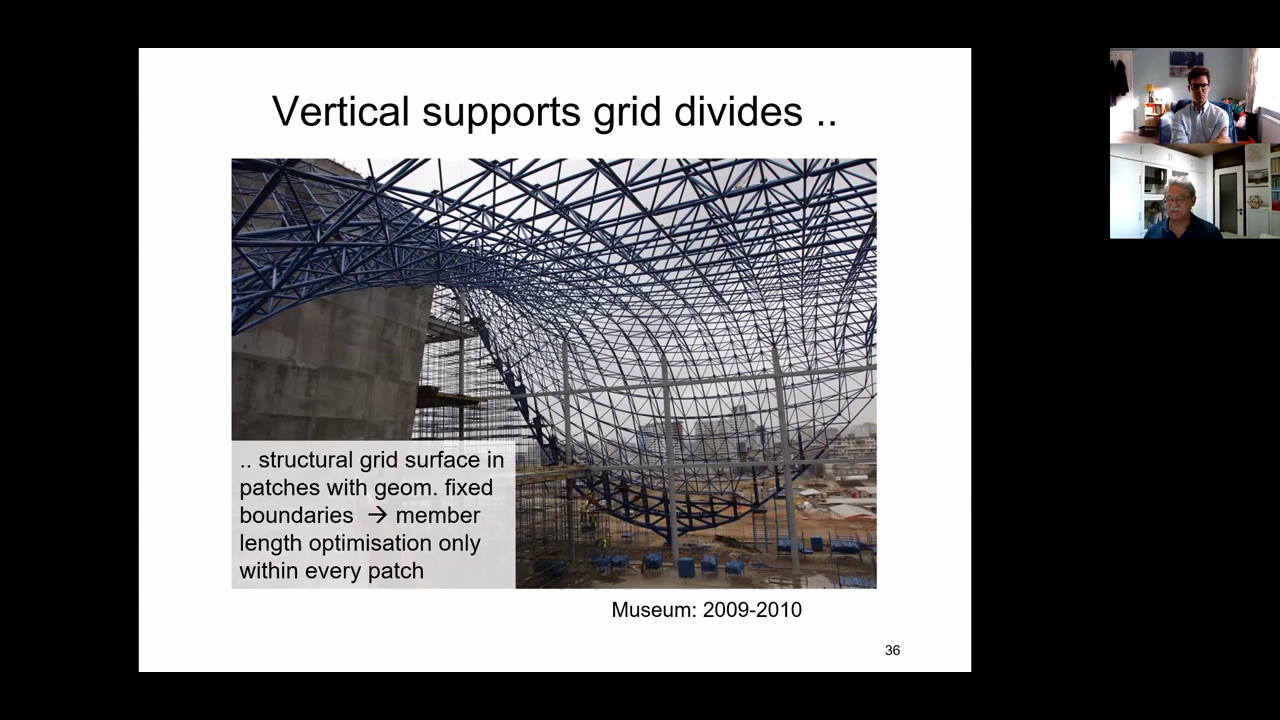 Vertical supports grid divides ..
.. structural grid surface in
patches with geom. fixed
boundaries → member
length optimisation only
within every patch
Museum: 2009-2010
36